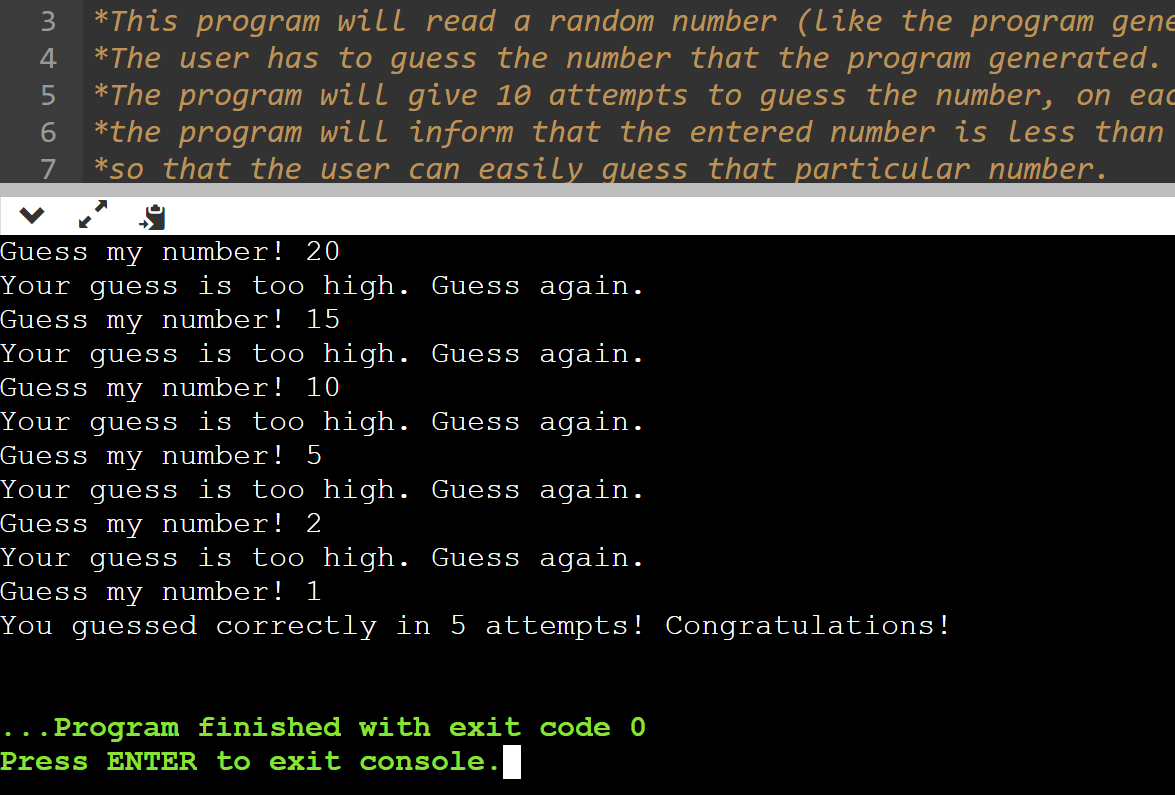 3 *This program will read a random number (like the program gene
4 *The user has to guess the number that the program generated.
5 *The program will give 10 attempts to guess the number, on eac
6 *the program will inform that the entered number is less than
7 *so that the user can easily guess that particular number.
Guess my number! 20
Your guess is too high. Guess again.
Guess my number! 15
Your guess is too high. Guess again.
Guess my number! 10
Your guess is too high. Guess again.
Guess my number! 5
Your guess is too high. Guess again.
Guess my number! 2
Your guess is too high. Guess again.
Guess my number! 1
You guessed correctly in 5 attempts! Congratulations!
...Program finished with exit code 0
Press ENTER to exit console.